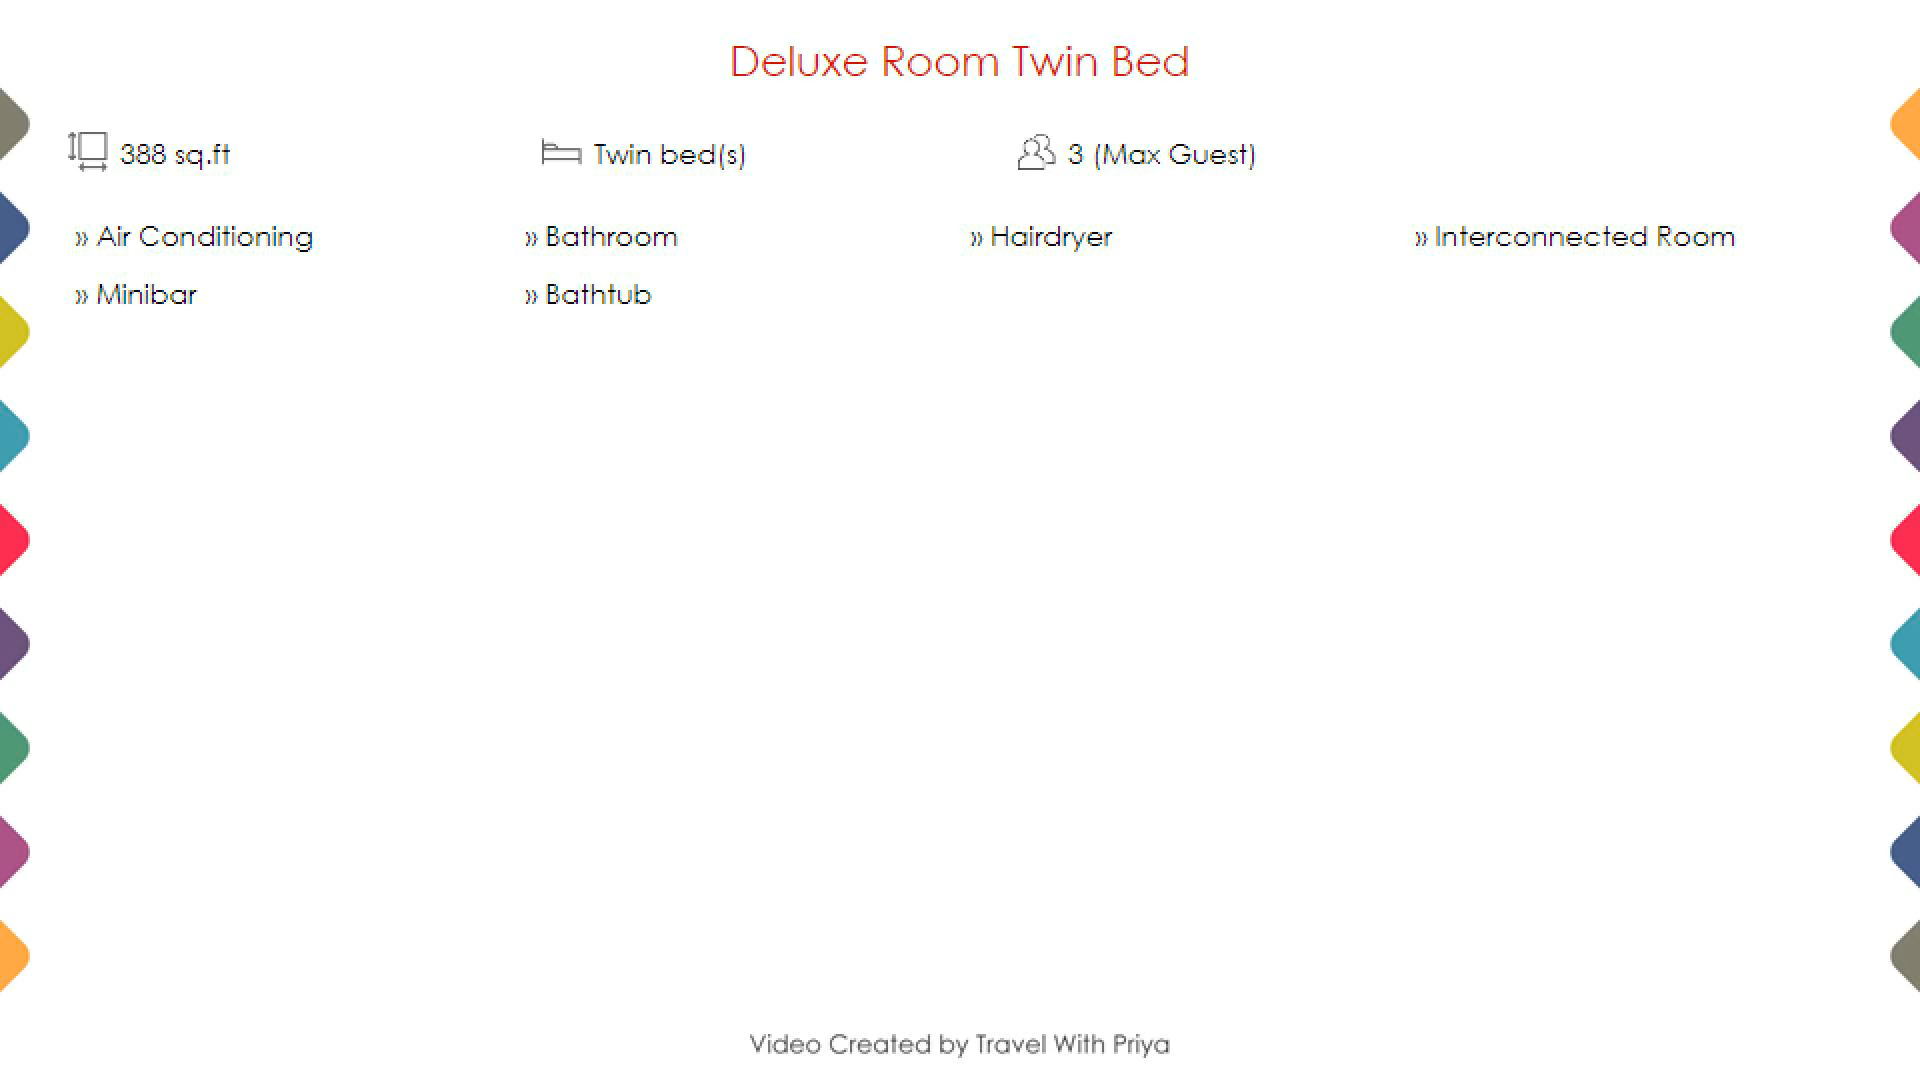 Deluxe Room Twin Bed
388 sq.ft Twin bed(s) 3 (Max Guest)
» Air Conditioning » Bathroom » Hairdryer » Interconnected Room
» Minibar » Bathtub
Video Created by Travel With Priya